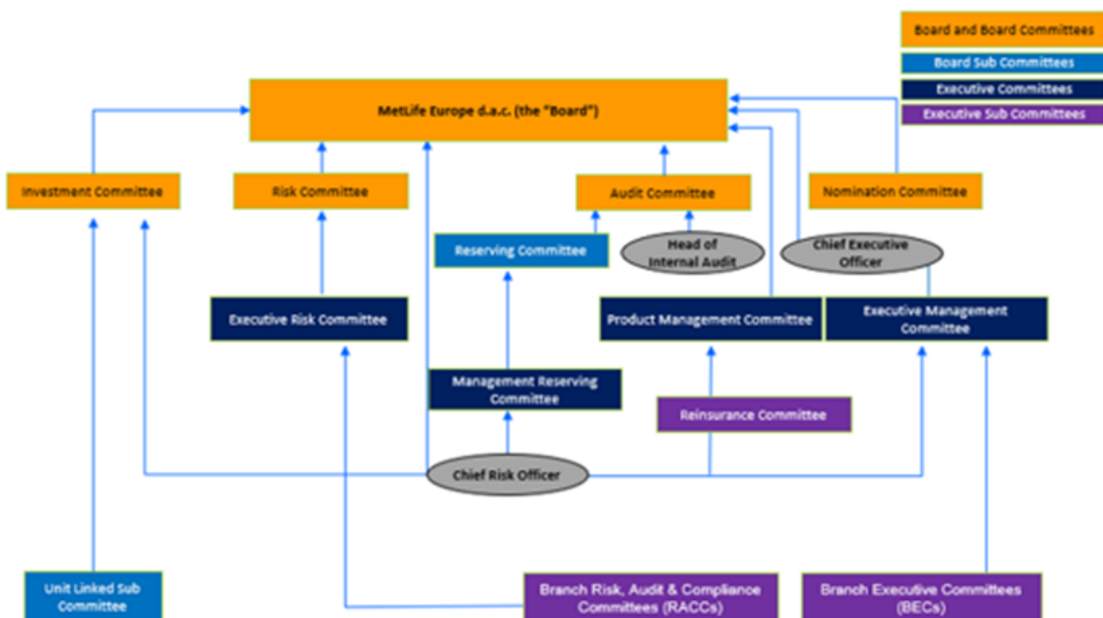 Board and Board Committees
Board Sub Committees
Executive Committees
Executive Sub Committees
MetLife Europe d.a.c. (the "Board")
Investment Committee
Risk Committee
Audit Committee
Nomination Committee
Reserving Committee
Head of
Internal Audit
Chief Executive
Officer
Executive Risk Committee
Product Management Committee
Executive Management
Committee
Management Reserving
Committee
Reinsurance Committee
Chief Risk Officer
Unit Linked Sub
Committee
Branch Risk, Audit & Compliance
Committees (RACCs)
Branch Executive Committees
(BECs)